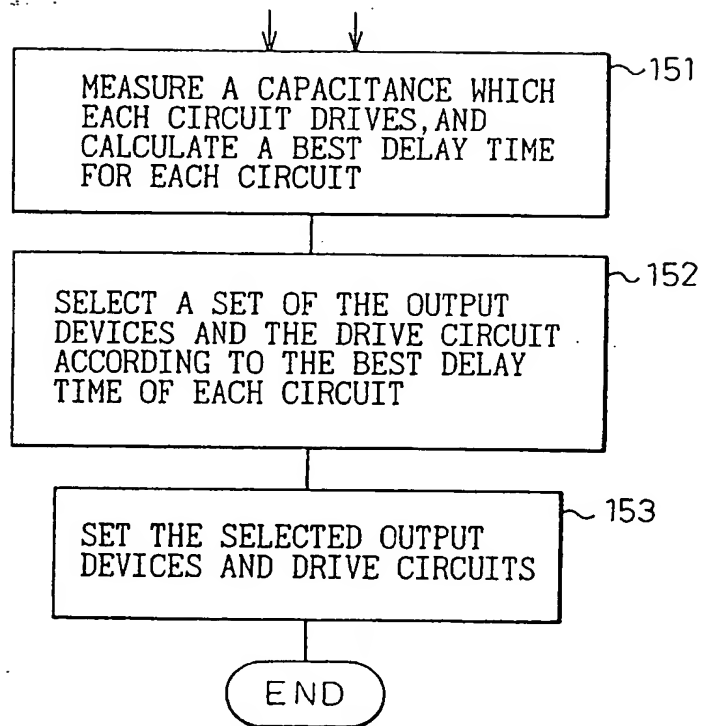 151
MEASURE A CAPACITANCE WHICH
EACH CIRCUIT DRIVES,AND
CALCULATE A BEST DELAY TIME
FOR EACH CIRCUIT
152
SELECT A SET OF THE OUTPUT
DEVICES AND THE DRIVE CIRCUIT
ACCORDING TO THE BEST DELAY
TIME OF EACH CIRCUIT
153
SET THE SELECTED OUTPUT
DEVICES AND DRIVE CIRCUITS
END